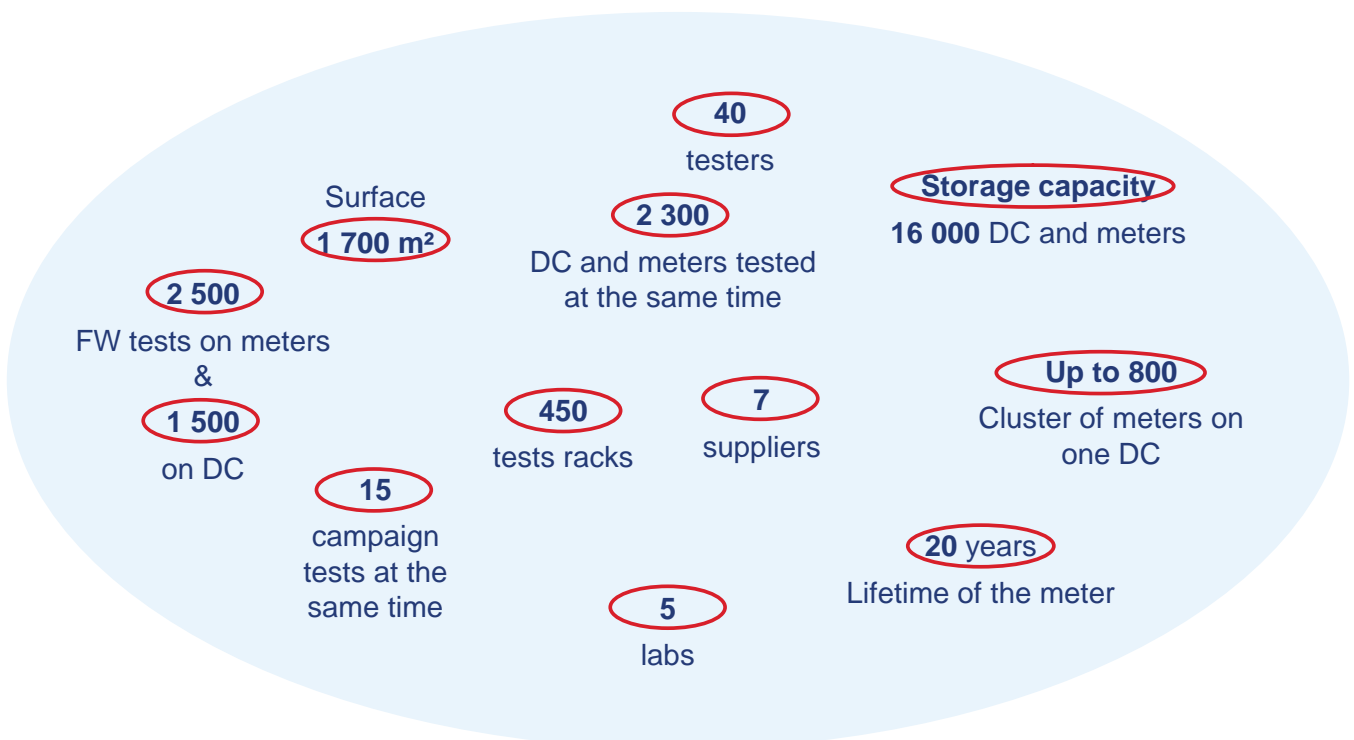 40
testers
Storage capacity
16 000 DC and meters
Surface
1 700 m²
2 300
DC and meters tested
at the same time
2 500
FW tests on meters
&
1 500
on DC
450
tests racks
7
suppliers
Up to 800
Cluster of meters on
one DC
15
campaign
tests at the
same time
20 years
Lifetime of the meter
5
labs